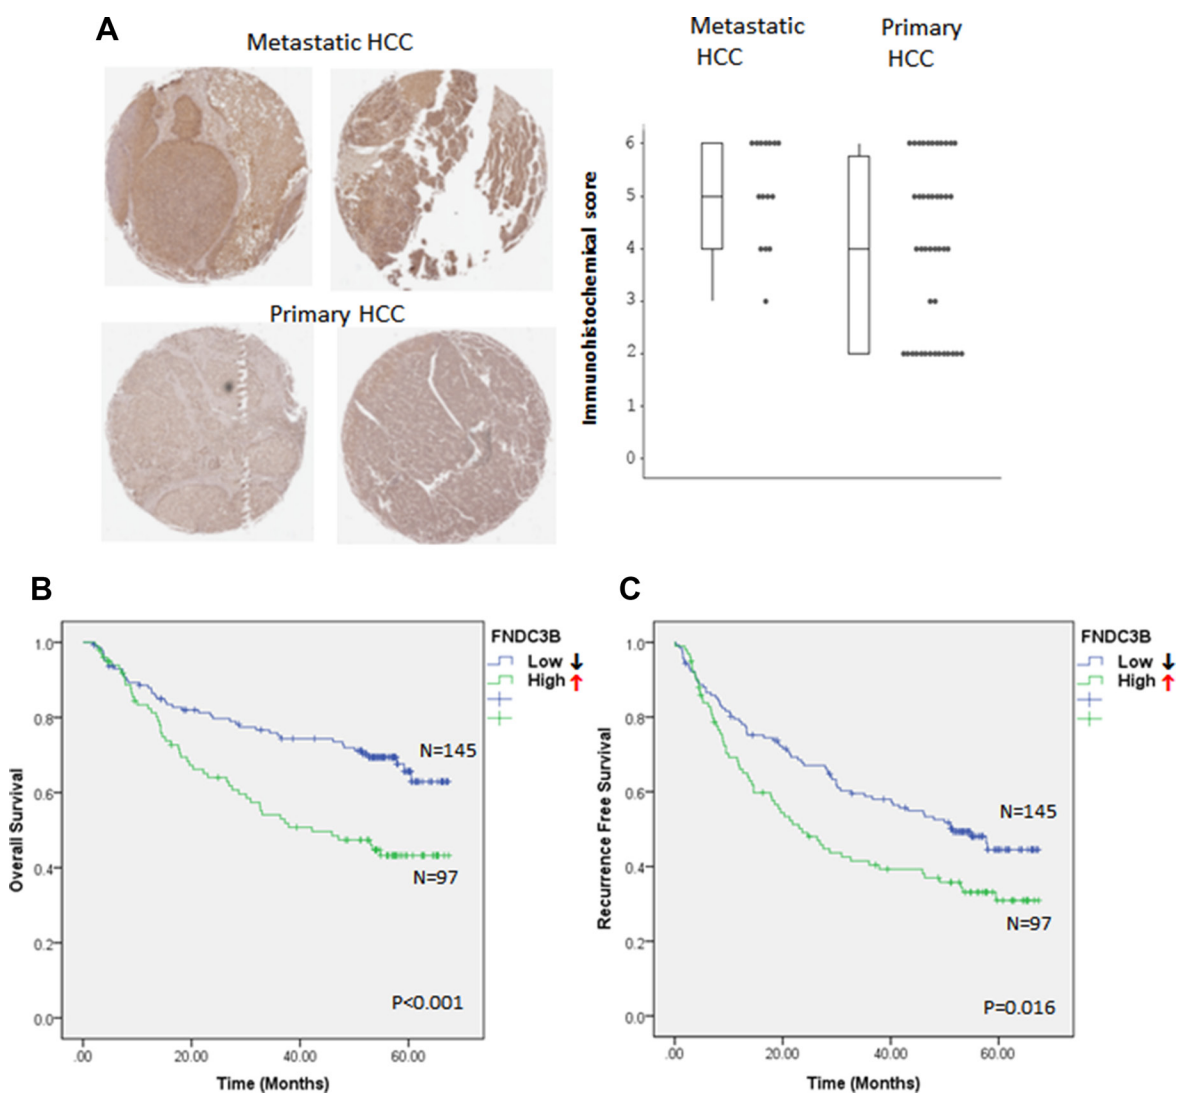 A
Metastatic HCC
Primary HCC
Metastatic
HCC
Primary
HCC
Immunohistochemical score
6
5
4
3
2
1
0
B
1.0
0.8
0.6
0.4
0.2
0.0
Overall Survival
.00 20.00 40.00 60.00
Time (Months)
FNDC3B
Low ↓
High ↑
N=145
N=97
P<0.001
C
1.0
0.8
0.6
0.4
0.2
0.0
Recurrence Free Survival
.00 20.00 40.00 60.00
Time (Months)
FNDC3B
Low ↓
High ↑
N=145
N=97
P=0.016